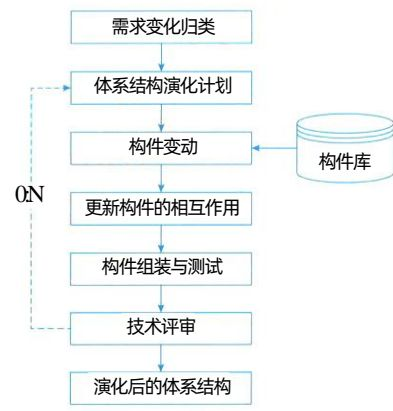 需求变化归类
体系结构演化计划
构件变动
构件库
0:N
更新构件的相互作用
构件组装与测试
技术评审
演化后的体系结构